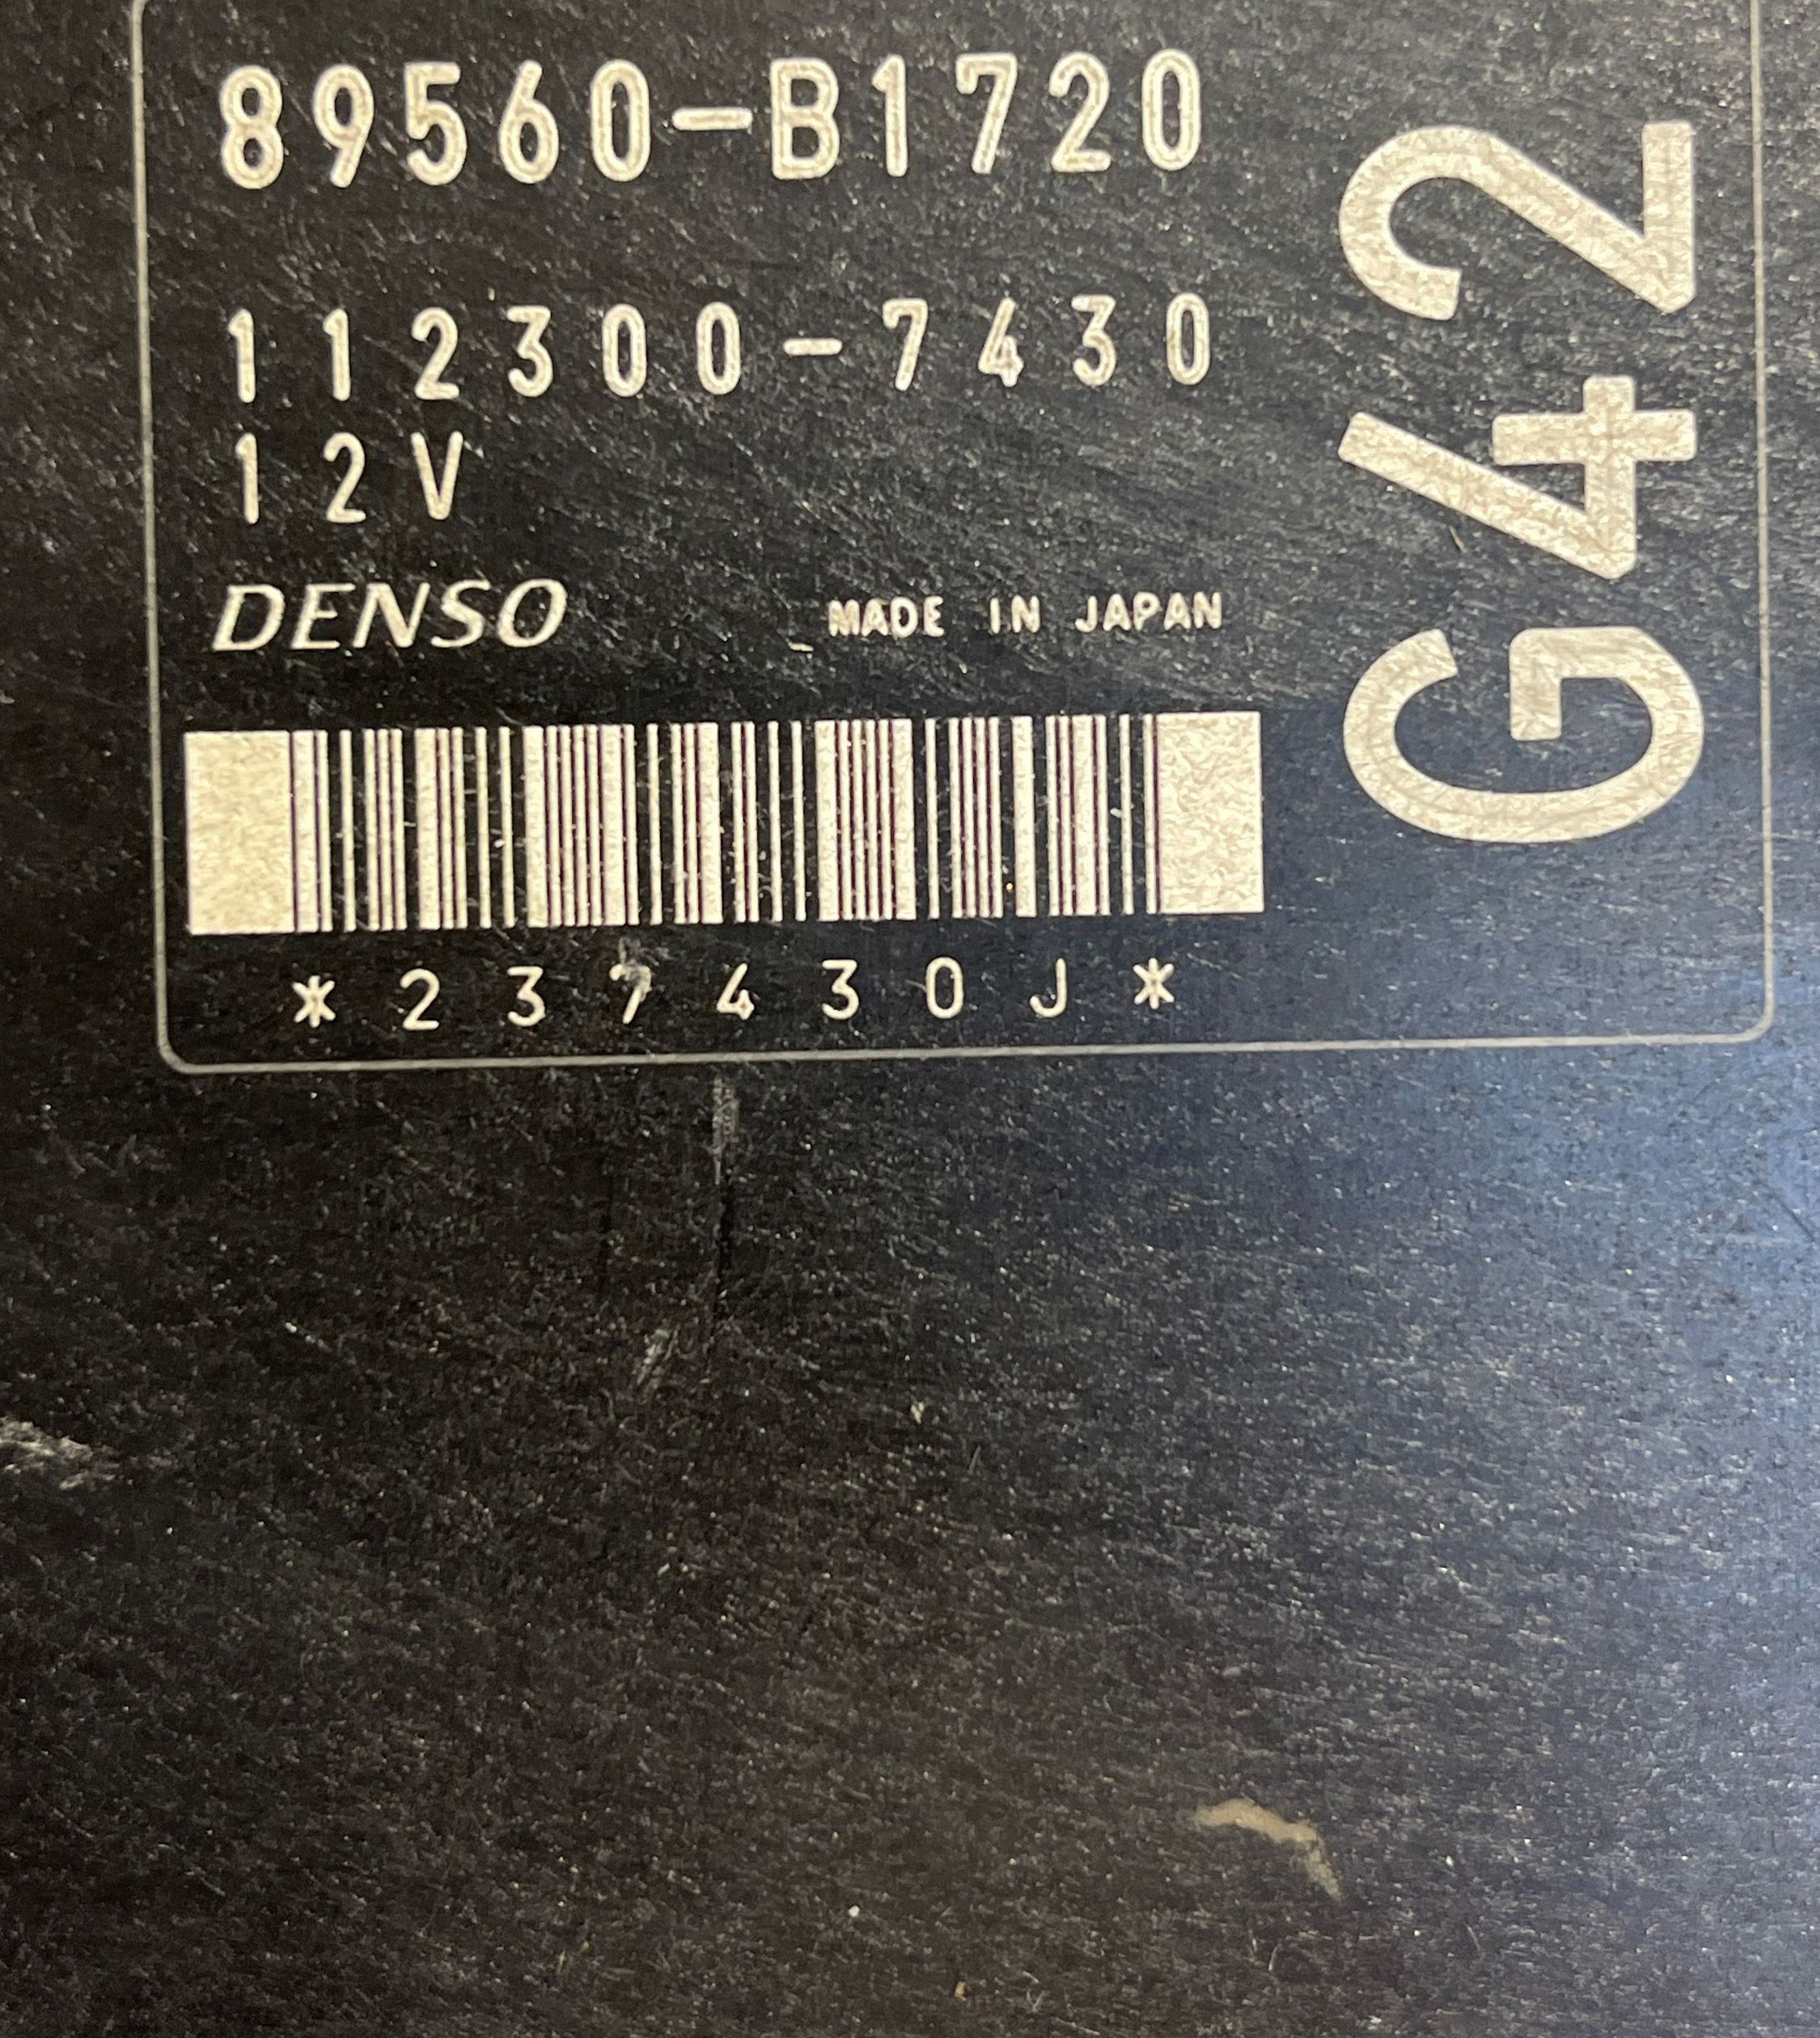 89560-B1720
112300-7430
12V
DENSO MADE IN JAPAN
*237430J*
G42